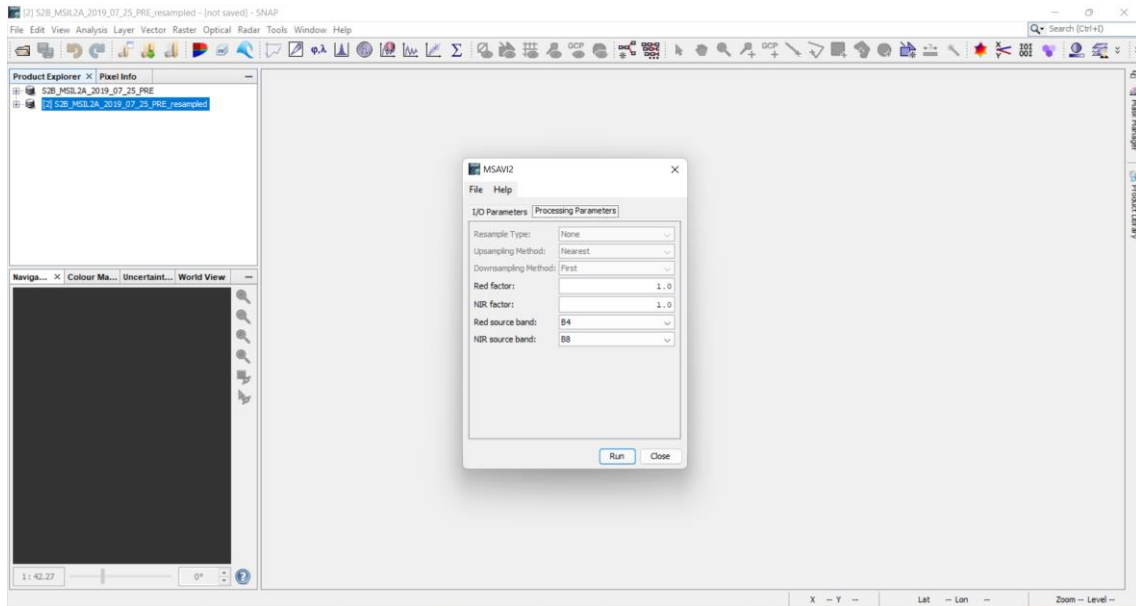 [2] S2B_MSIL2A_2019_07_25_PRE_resampled - [not saved] - SNAP
File Edit View Analysis Layer Vector Raster Optical Radar Tools Window Help
Search (Ctrl+I)
Product Explorer Pixel Info
S2B_MSIL2A_2019_07_25_PRE
[2] S2B_MSIL2A_2019_07_25_PRE_resampled
Mask Manager
Product Library
MSAVI2
File Help
I/O Parameters Processing Parameters
Resample Type: None
Upsampling Method: Nearest
Downsampling Method: First
Red factor: 1.0
NIR factor: 1.0
Red source band: B4
NIR source band: B8
Run Close
Naviga... Colour Ma... Uncertaint... World View
1 : 42.27 0°
X -- Y -- Lat -- Lon -- Zoom -- Level --